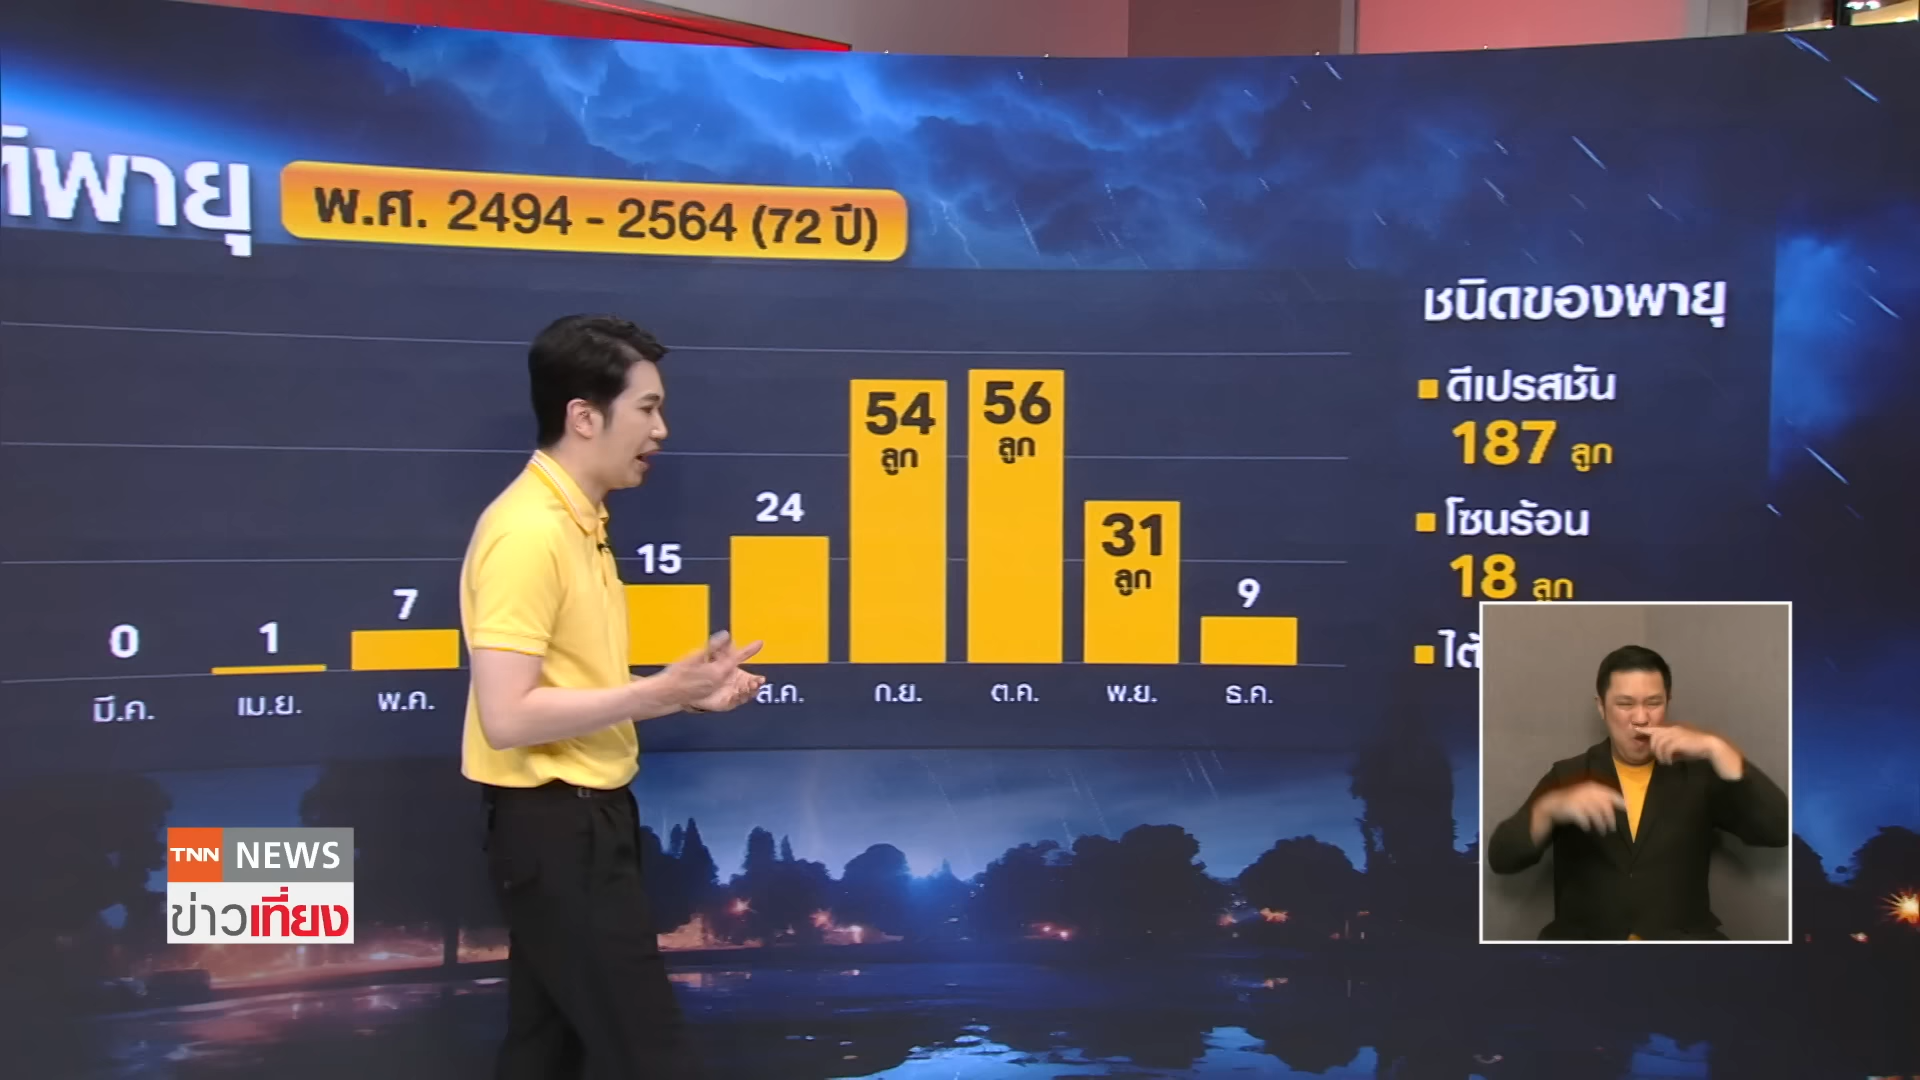 พายุ
พ.ศ. 2494 - 2564 (72 ปี)
0
1
7
15
24
54
ลูก
56
ลูก
31
ลูก
9
มี.ค.
เม.ย.
พ.ค.
ส.ค.
ก.ย.
ต.ค.
พ.ย.
ธ.ค.
ชนิดของพายุ
ดีเปรสชัน
187 ลูก
โซนร้อน
18 ลูก
TNN NEWS
ข่าวเที่ยง